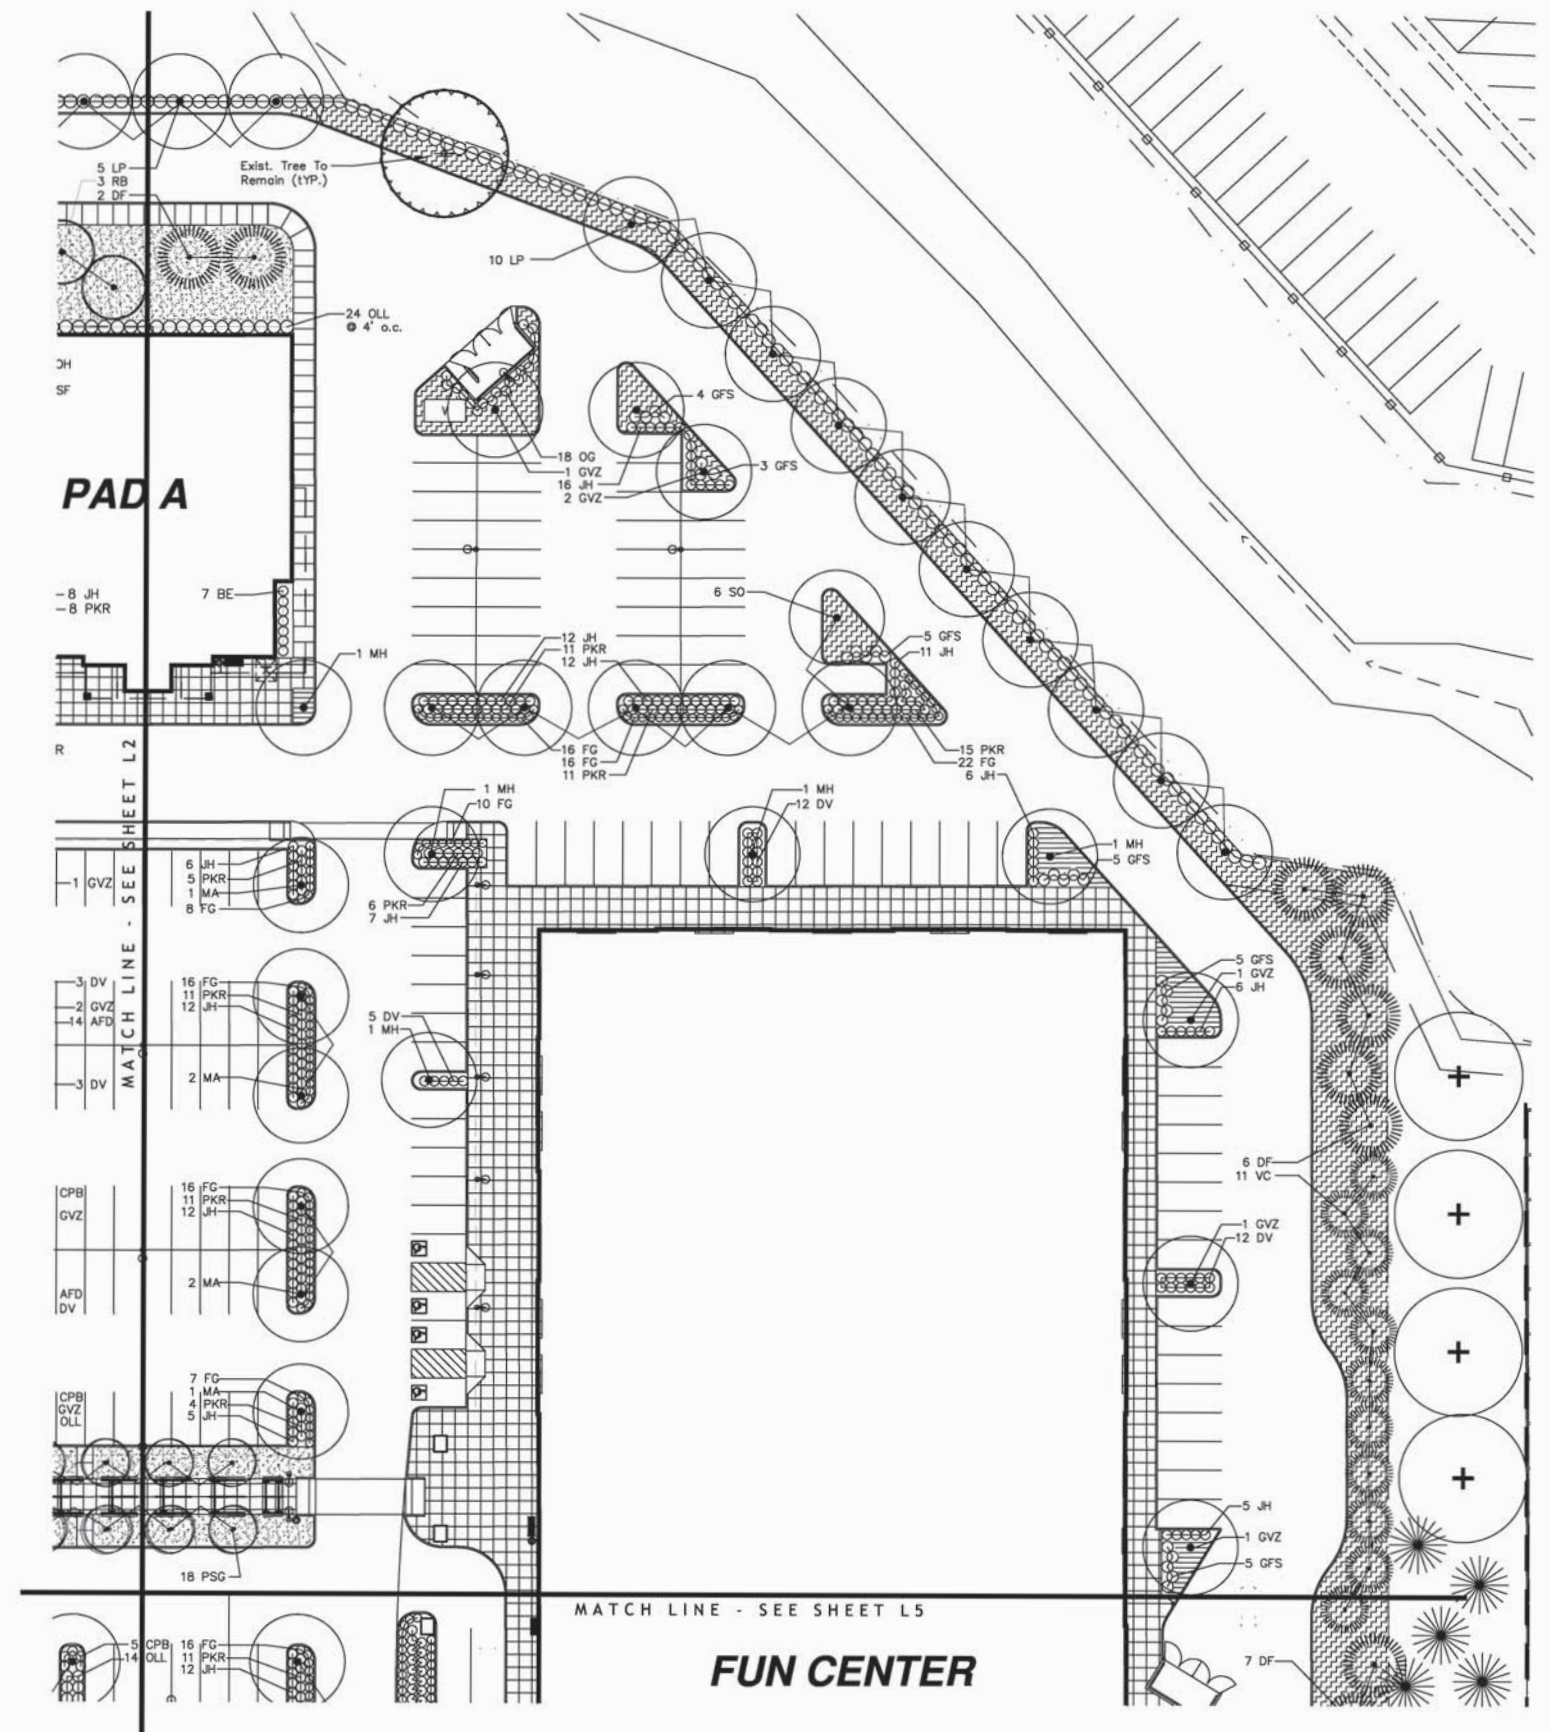 5 LP
3 RB
2 DF
Exist. Tree To
Remain (tYP.)
10 LP
24 OLL
@ 4' o.c.
SF
4 GFS
18 OG
1 GVZ
16 JH
2 GVZ
3 GFS
V
PAD A
8 JH
8 PKR
7 BE
6 SO
1 MH
12 JH
11 PKR
12 JH
5 GFS
11 JH
16 FG
16 FG
11 PKR
15 PKR
22 FG
6 JH
R
MATCH LINE - SEE SHEET L2
1 MH
10 FG
1 MH
12 DV
1 MH
5 GFS
6 JH
5 PKR
1 MA
8 FG
1 GVZ
6 PKR
7 JH
3 DV
2 GVZ
14 AFD
3 DV
16 FG
11 PKR
12 JH
2 MA
5 DV
1 MH
5 GFS
1 GVZ
6 JH
6 DF
11 VC
CPB
GVZ
16 FG
11 PKR
12 JH
2 MA
AFD
DV
1 GVZ
12 DV
7 FG
1 MA
4 PKR
5 JH
CPB
GVZ
OLL
5 JH
1 GVZ
5 GFS
18 PSG
MATCH LINE - SEE SHEET L5
5 CPB
14 OLL
16 FG
11 PKR
12 JH
FUN CENTER
7 DF